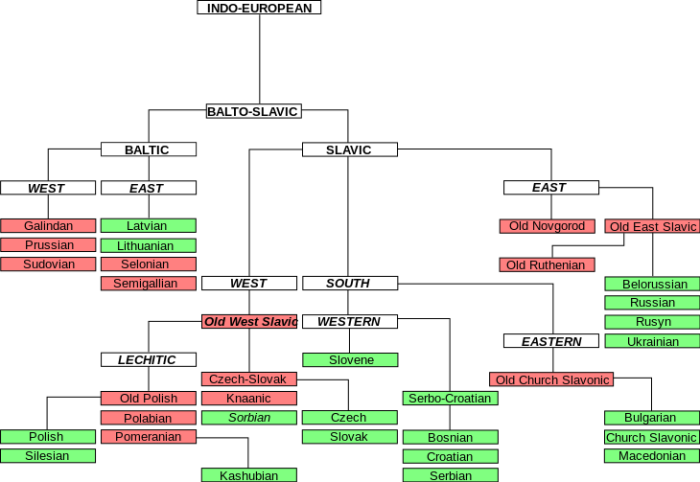 INDO-EUROPEAN
BALTO-SLAVIC
BALTIC
SLAVIC
WEST
EAST
EAST
Galindan
Latvian
Old Novgorod
Old East Slavic
Prussian
Lithuanian
Sudovian
Selonian
Old Ruthenian
Semigallian
WEST
SOUTH
Belorussian
Russian
Old West Slavic
WESTERN
Rusyn
EASTERN
Ukrainian
LECHITIC
Slovene
Czech-Slovak
Old Church Slavonic
Old Polish
Knaanic
Serbo-Croatian
Polabian
Sorbian
Czech
Bulgarian
Polish
Pomeranian
Slovak
Bosnian
Church Slavonic
Silesian
Croatian
Macedonian
Kashubian
Serbian